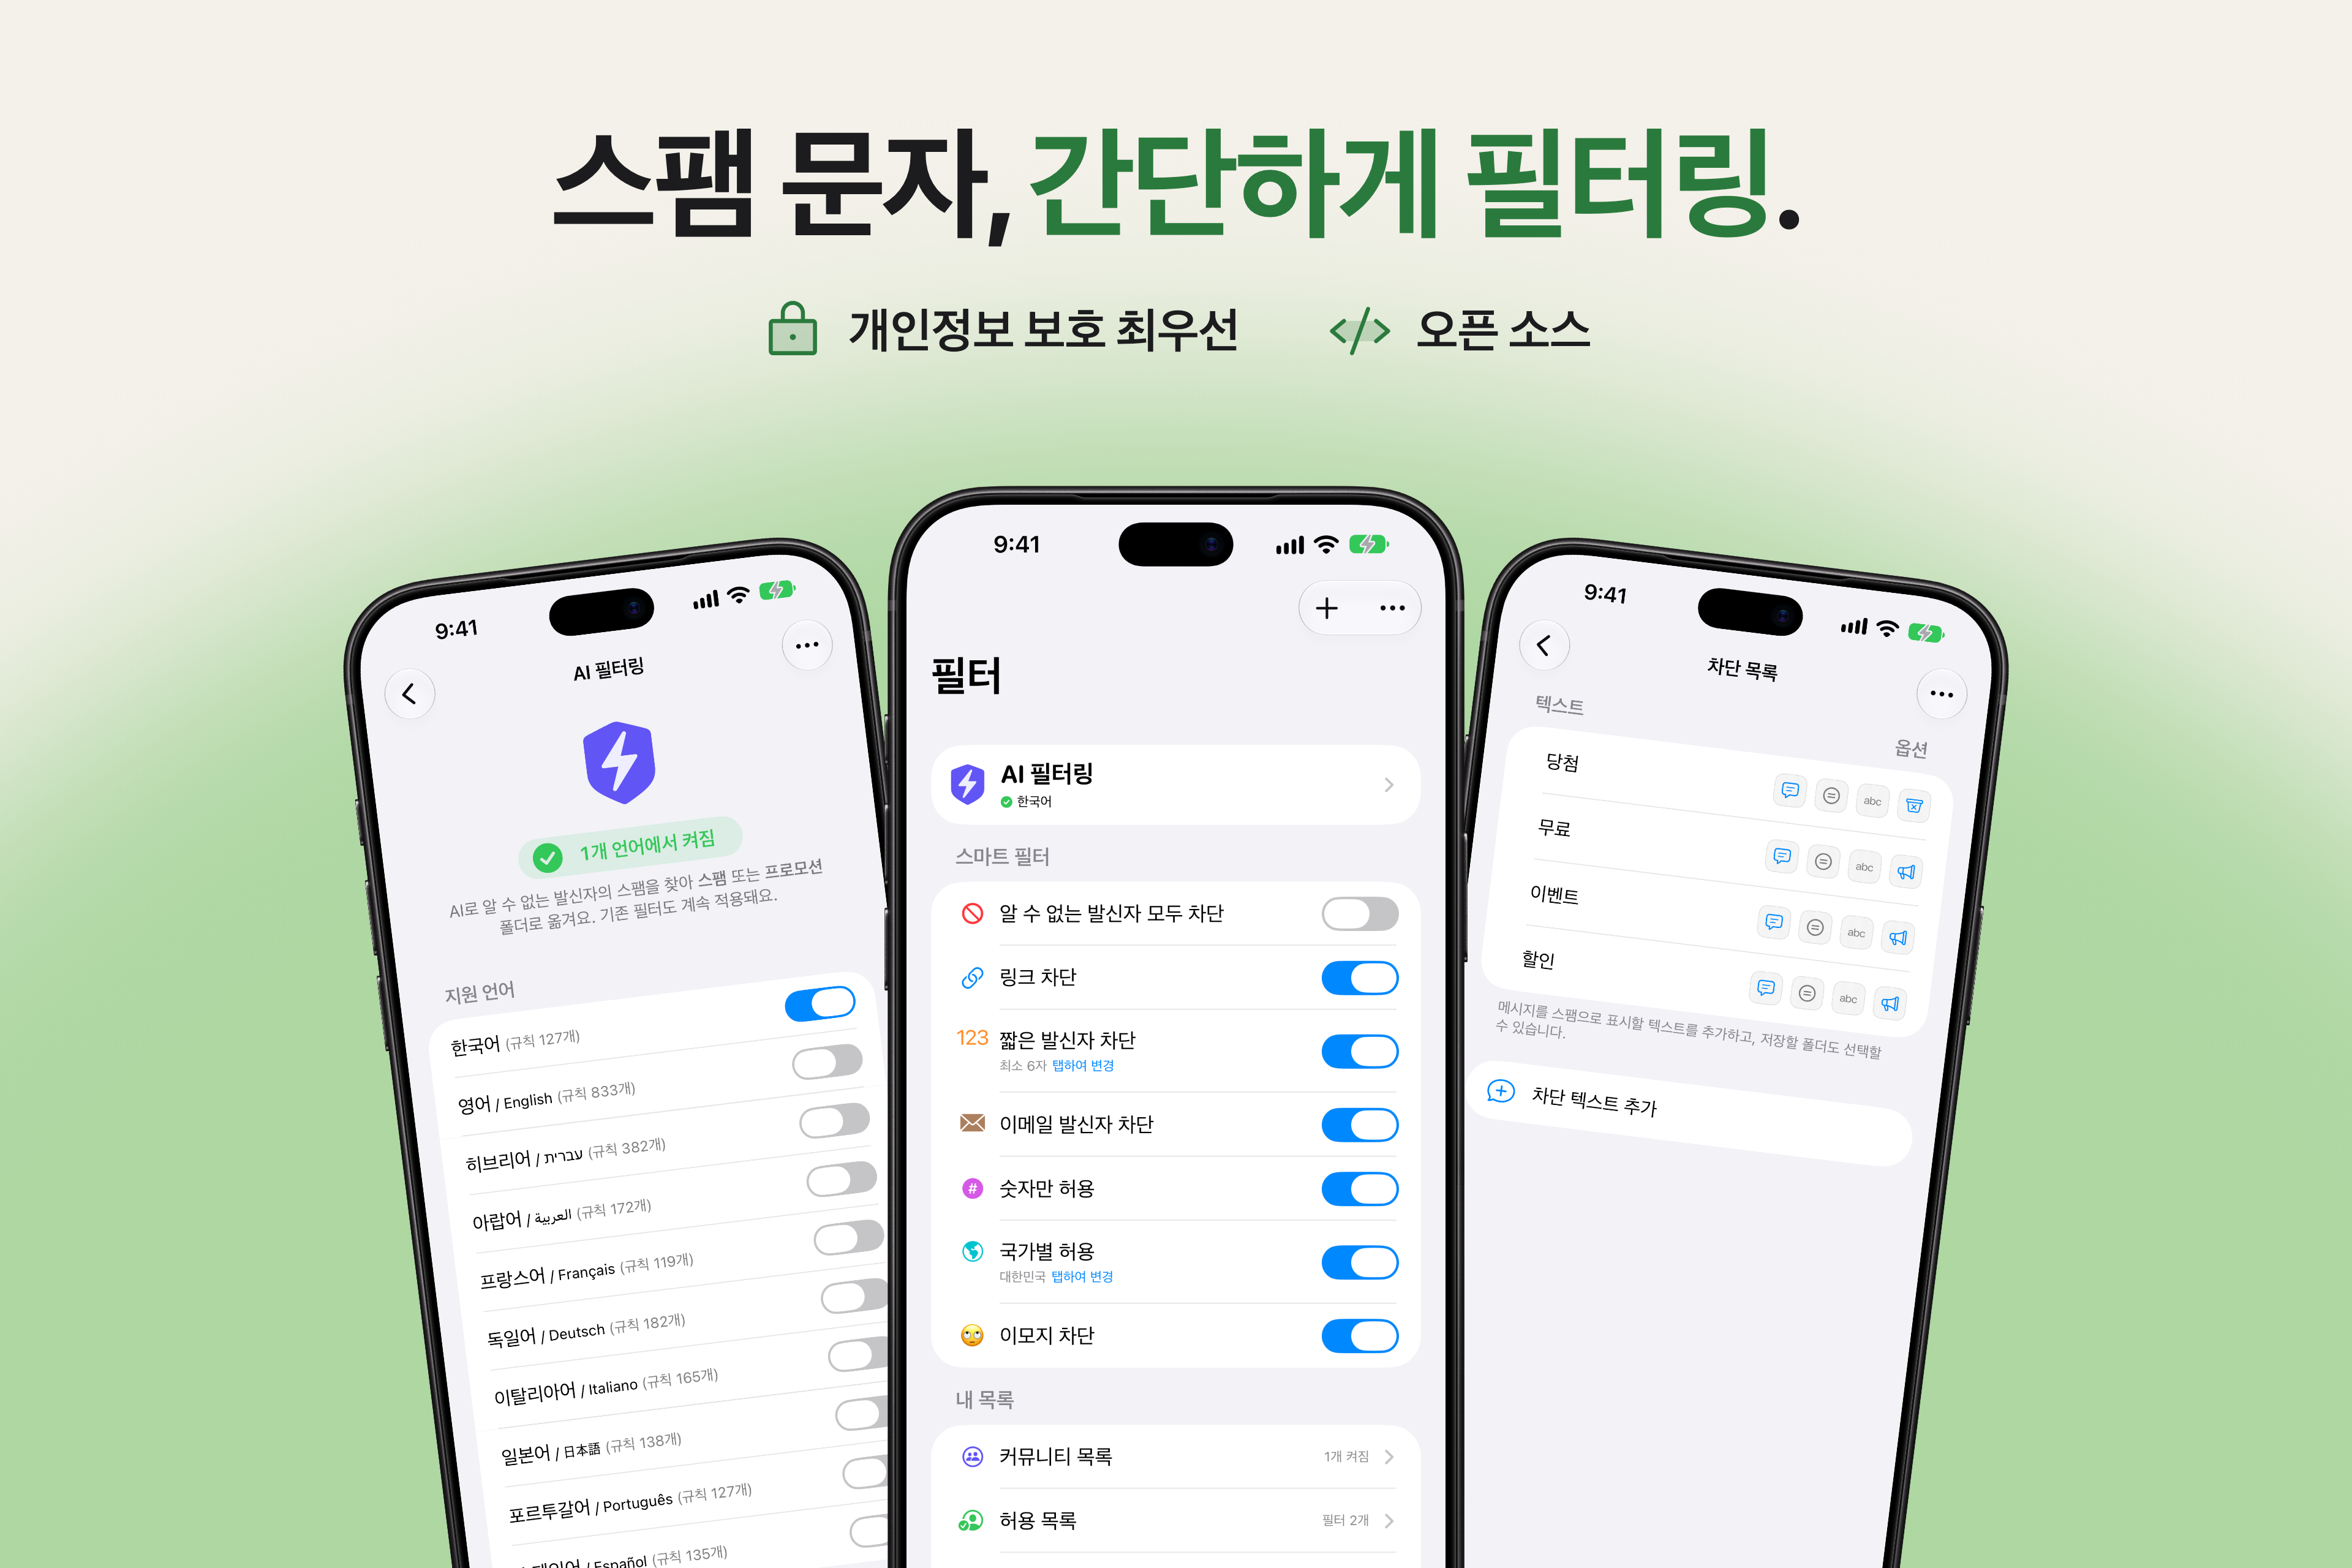 스팸 문자, 간단하게 필터링.
개인정보 보호 최우선
오픈 소스
9:41
AI 필터링
1개 언어에서 켜짐
AI로 알 수 없는 발신자의 스팸을 찾아 스팸 또는 프로모션
폴더로 옮겨요. 기존 필터도 계속 적용돼요.
지원 언어
한국어 (규칙 127개)
영어 / English (규칙 833개)
히브리어 / עברית (규칙 382개)
아랍어 / العربية (규칙 172개)
프랑스어 / Français (규칙 119개)
독일어 / Deutsch (규칙 182개)
이탈리아어 / Italiano (규칙 165개)
일본어 / 日本語 (규칙 138개)
포르투갈어 / Português (규칙 127개)
/ Español (규칙 135개)
9:41
필터
AI 필터링
한국어
스마트 필터
알 수 없는 발신자 모두 차단
링크 차단
123 짧은 발신자 차단
최소 6자 탭하여 변경
이메일 발신자 차단
# 숫자만 허용
국가별 허용
대한민국 탭하여 변경
이모지 차단
내 목록
커뮤니티 목록 1개 켜짐
허용 목록 필터 2개
9:41
차단 목록
텍스트 옵션
당첨 abc
무료 abc
이벤트 abc
할인 abc
메시지를 스팸으로 표시할 텍스트를 추가하고, 저장할 폴더도 선택할
수 있습니다.
차단 텍스트 추가